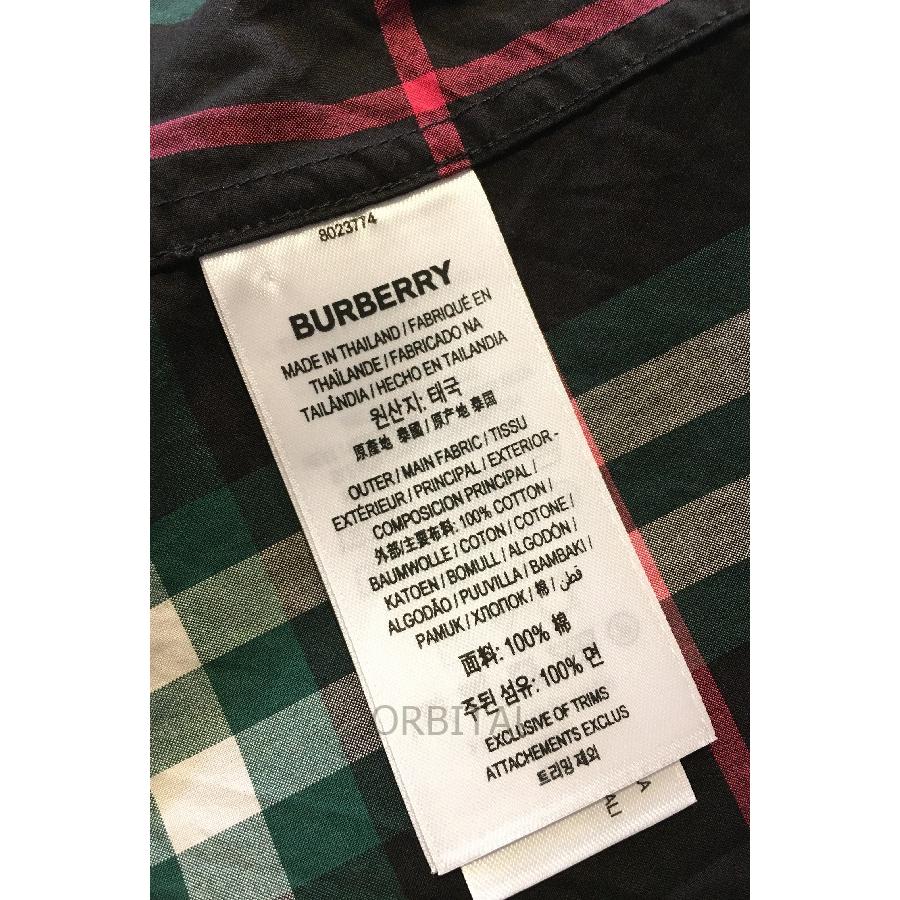 8023774
BURBERRY
MADE IN THAILAND / FABRIQUÉ EN
THAÏLANDE / FABRICADO NA
TAILÂNDIA / HECHO EN TAILANDIA
원산지: 태국
原產地 泰國 / 原产地 泰国
OUTER / MAIN FABRIC / TISSU
EXTÉRIEUR / PRINCIPAL / EXTERIOR -
COMPOSICION PRINCIPAL /
外部/主要布料: 100% COTTON /
BAUMWOLLE / COTON / COTONE /
KATOEN / BOMULL / ALGODÓN /
ALGODÃO / PUUVILLA / BAMBAKI /
PAMUK / ХЛОПОК / 棉 / قطن
面料: 100% 棉
주된 섬유: 100% 면
ORBITAL
EXCLUSIVE OF TRIMS
ATTACHEMENTS EXCLUS
트리밍 제외